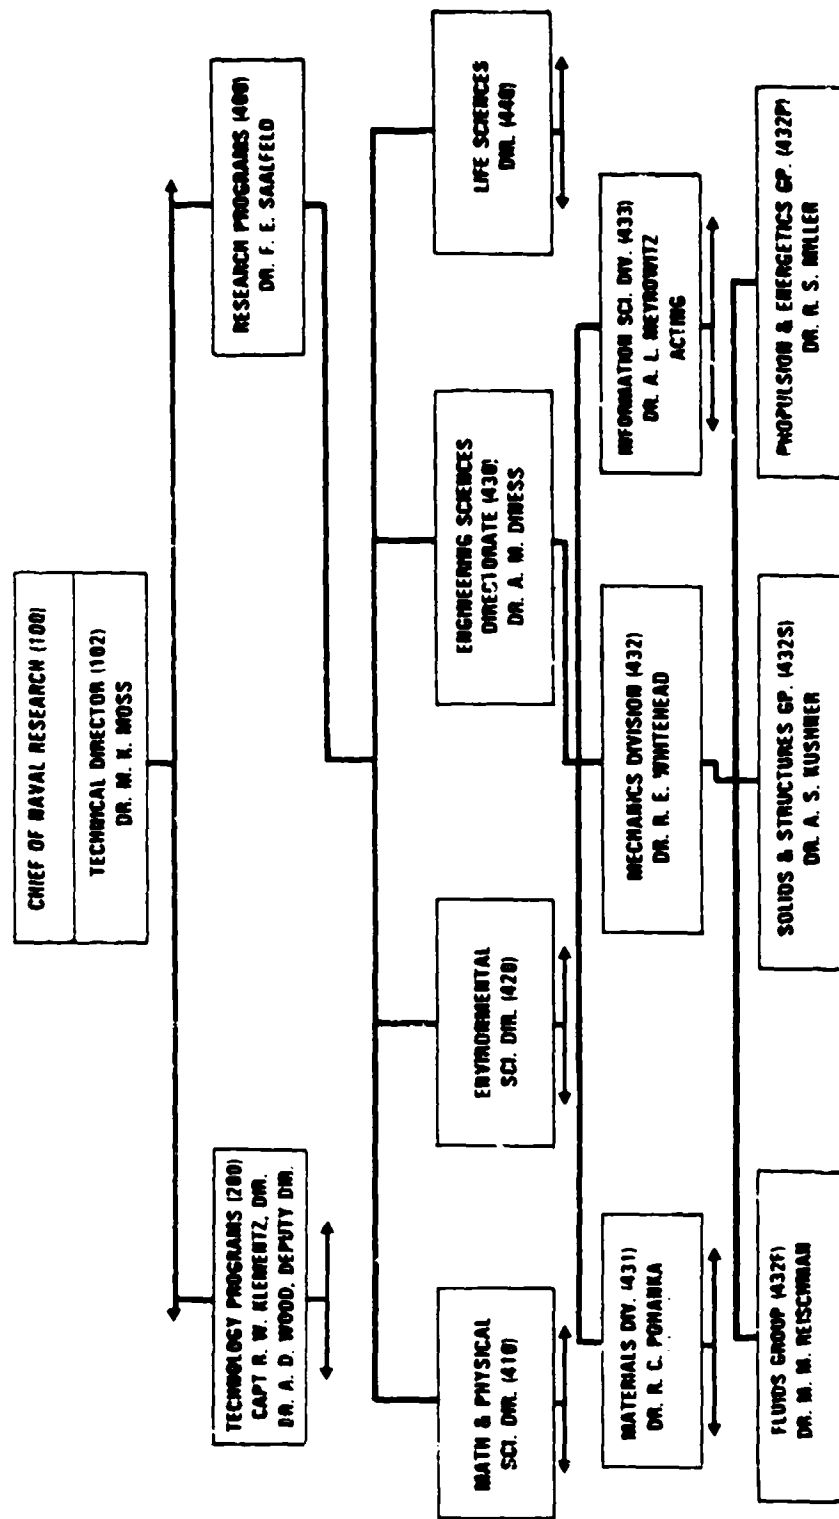 CHIEF OF NAVAL RESEARCH (100)
TECHNICAL DIRECTOR (102)
DR. M. K. MOSS
TECHNOLOGY PROGRAMS (200)
CAPT R. W. KLEMENTZ, DIR.
DR. A. D. WOOD, DEPUTY DIR.
RESEARCH PROGRAMS (400)
DR. F. E. SAALFELD
MATH & PHYSICAL
SCI. DIR. (410)
ENVIRONMENTAL
SCI. DIR. (420)
ENGINEERING SCIENCES
DIRECTORATE (430)
DR. A. M. DINESS
LIFE SCIENCES
DIR. (440)
MATERIALS DIV. (431)
DR. R. C. POHANKA
MECHANICS DIVISION (432)
DR. R. E. WHITEHEAD
INFORMATION SCI. DIV. (433)
DR. A. L. MEYROWITZ
ACTING
FLUIDS GROUP (432F)
DR. M. M. REISCHMAN
SOLIDS & STRUCTURES GP. (432S)
DR. A. S. KUSHNER
PROPULSION & ENERGETICS GP. (432P)
DR. R. S. MILLER